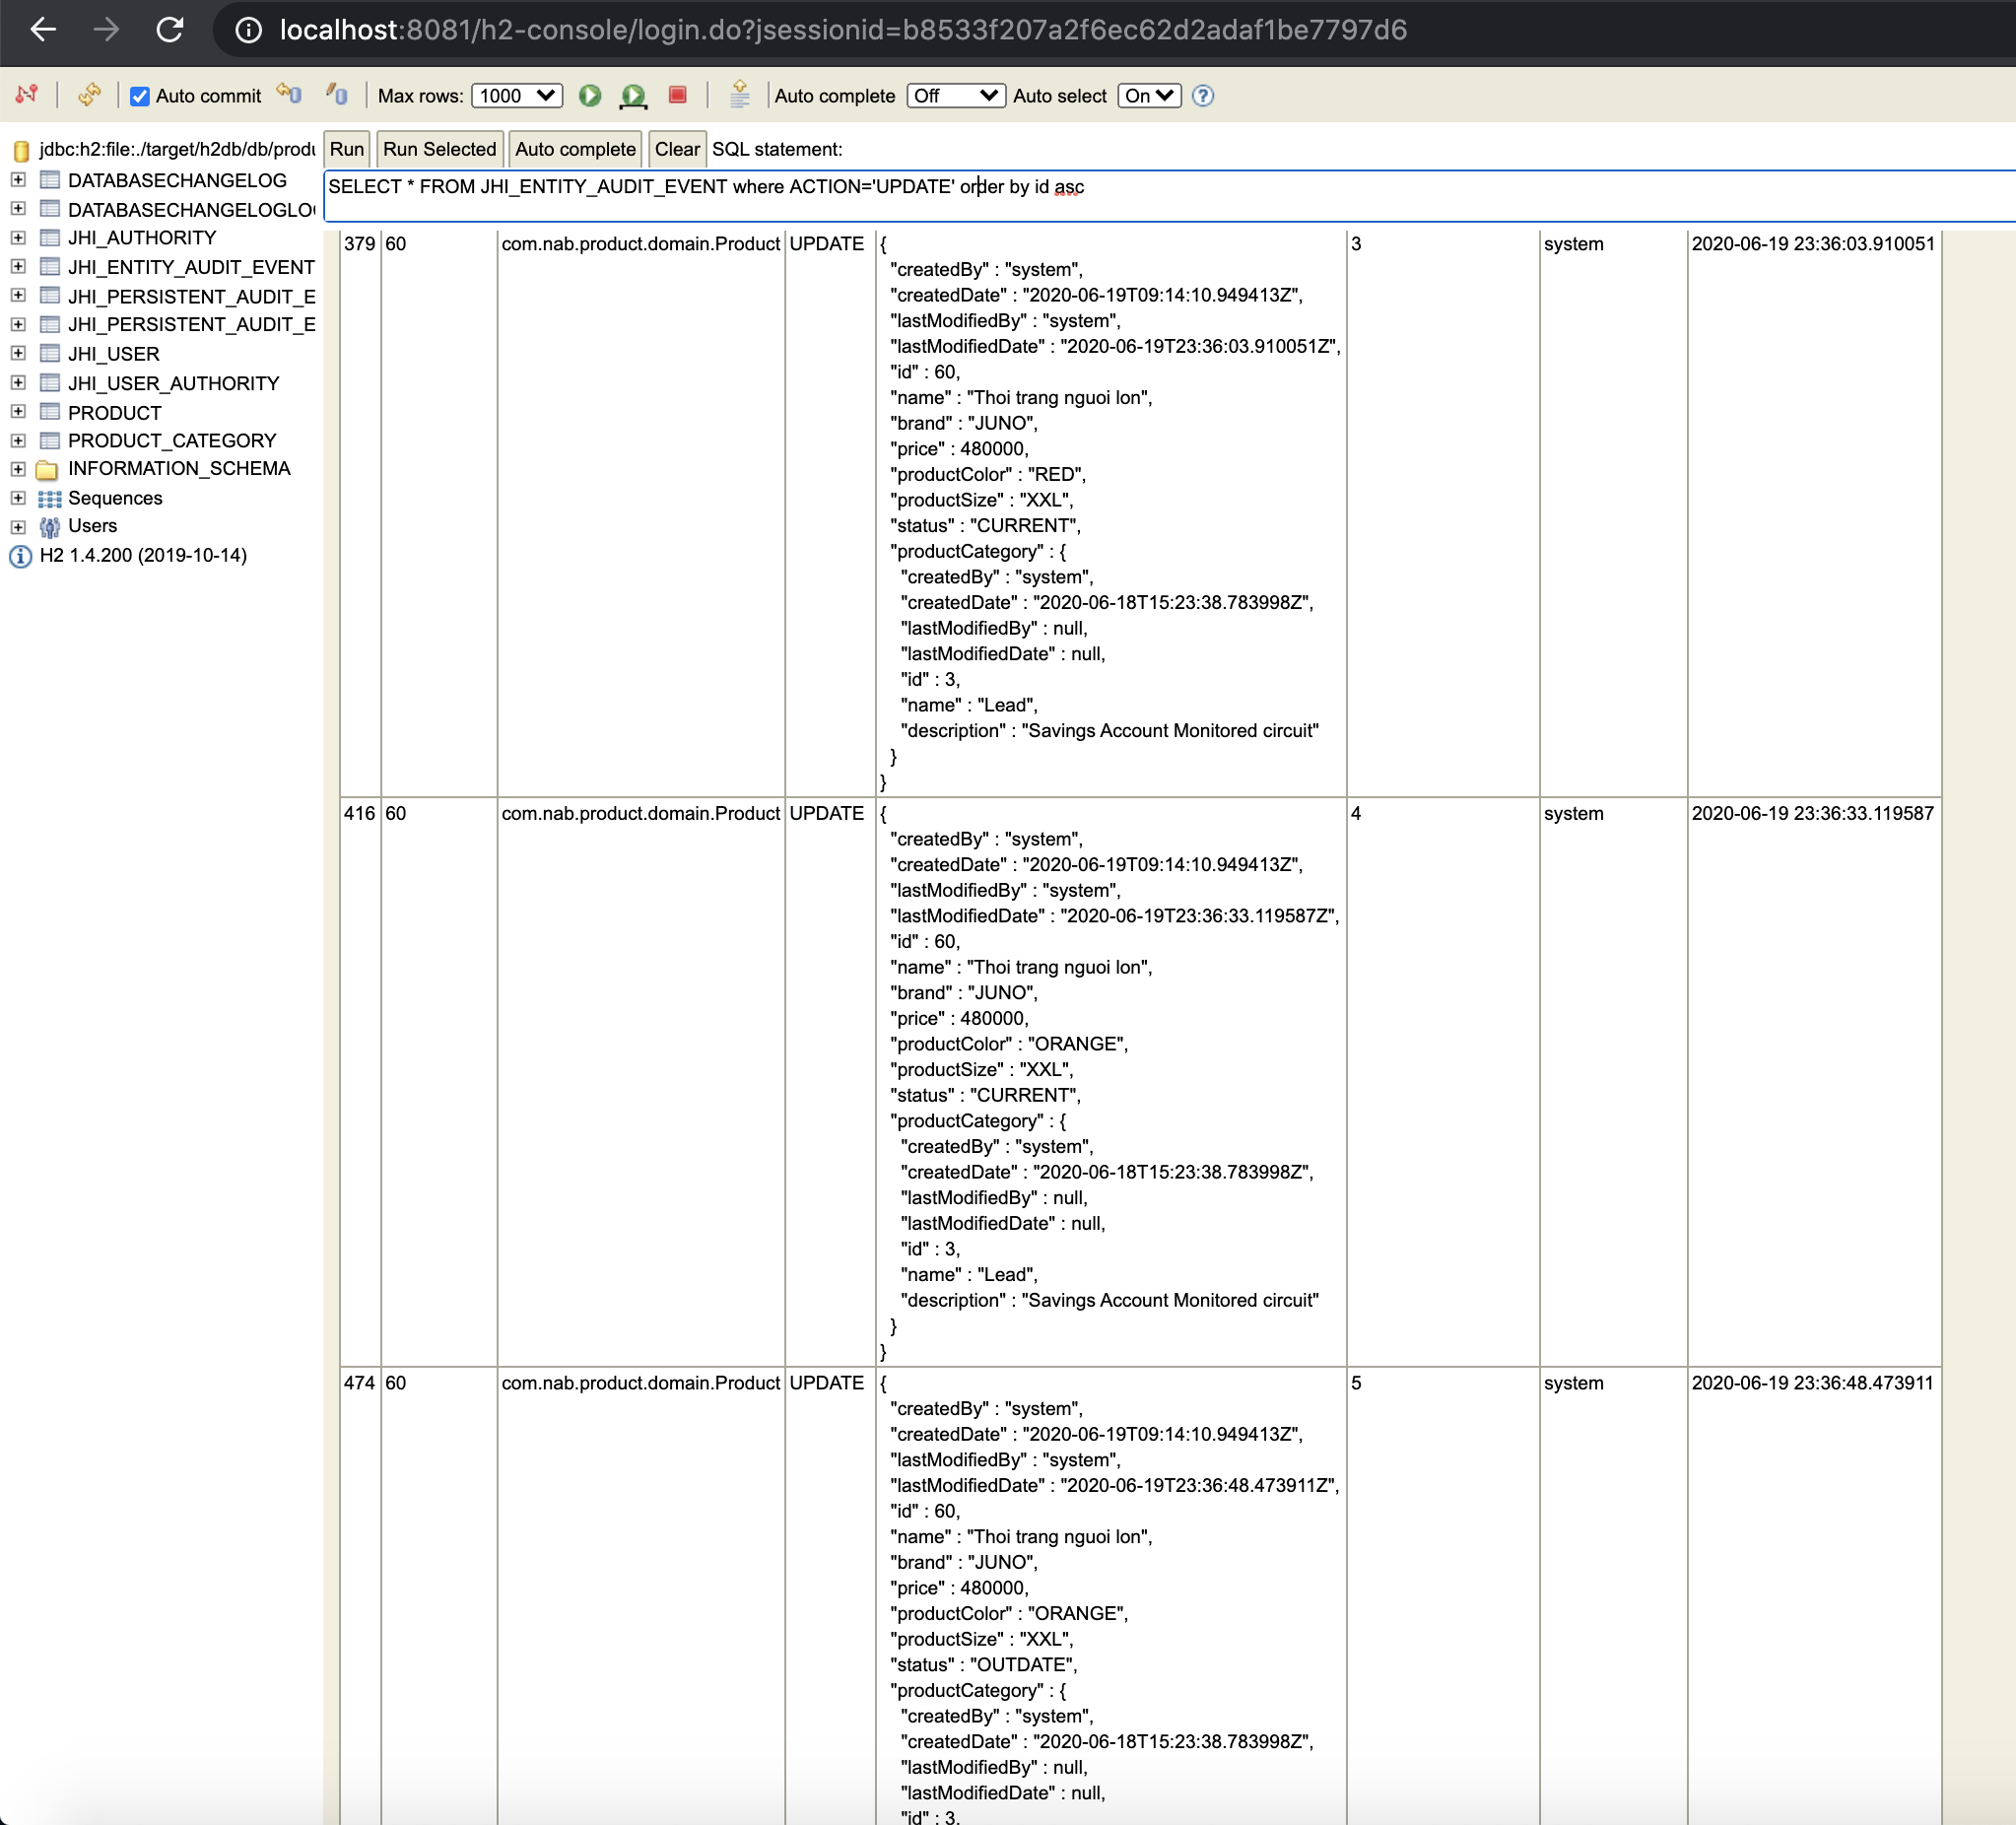 localhost:8081/h2-console/login.do?jsessionid=b8533f207a2f6ec62d2adaf1be7797d6
Auto commit Max rows: 1000 Auto complete Off Auto select On ?
jdbc:h2:file:./target/h2db/db/produ
DATABASECHANGELOG
DATABASECHANGELOGLO
JHI_AUTHORITY
JHI_ENTITY_AUDIT_EVENT
JHI_PERSISTENT_AUDIT_E
JHI_PERSISTENT_AUDIT_E
JHI_USER
JHI_USER_AUTHORITY
PRODUCT
PRODUCT_CATEGORY
INFORMATION_SCHEMA
Sequences
Users
H2 1.4.200 (2019-10-14)
Run Run Selected Auto complete Clear SQL statement:
SELECT * FROM JHI_ENTITY_AUDIT_EVENT where ACTION='UPDATE' order by id asc
379 60 com.nab.product.domain.Product UPDATE { 3 system 2020-06-19 23:36:03.910051
"createdBy" : "system",
"createdDate" : "2020-06-19T09:14:10.949413Z",
"lastModifiedBy" : "system",
"lastModifiedDate" : "2020-06-19T23:36:03.910051Z",
"id" : 60,
"name" : "Thoi trang nguoi lon",
"brand" : "JUNO",
"price" : 480000,
"productColor" : "RED",
"productSize" : "XXL",
"status" : "CURRENT",
"productCategory" : {
"createdBy" : "system",
"createdDate" : "2020-06-18T15:23:38.783998Z",
"lastModifiedBy" : null,
"lastModifiedDate" : null,
"id" : 3,
"name" : "Lead",
"description" : "Savings Account Monitored circuit"
}
}
416 60 com.nab.product.domain.Product UPDATE { 4 system 2020-06-19 23:36:33.119587
"createdBy" : "system",
"createdDate" : "2020-06-19T09:14:10.949413Z",
"lastModifiedBy" : "system",
"lastModifiedDate" : "2020-06-19T23:36:33.119587Z",
"id" : 60,
"name" : "Thoi trang nguoi lon",
"brand" : "JUNO",
"price" : 480000,
"productColor" : "ORANGE",
"productSize" : "XXL",
"status" : "CURRENT",
"productCategory" : {
"createdBy" : "system",
"createdDate" : "2020-06-18T15:23:38.783998Z",
"lastModifiedBy" : null,
"lastModifiedDate" : null,
"id" : 3,
"name" : "Lead",
"description" : "Savings Account Monitored circuit"
}
}
474 60 com.nab.product.domain.Product UPDATE { 5 system 2020-06-19 23:36:48.473911
"createdBy" : "system",
"createdDate" : "2020-06-19T09:14:10.949413Z",
"lastModifiedBy" : "system",
"lastModifiedDate" : "2020-06-19T23:36:48.473911Z",
"id" : 60,
"name" : "Thoi trang nguoi lon",
"brand" : "JUNO",
"price" : 480000,
"productColor" : "ORANGE",
"productSize" : "XXL",
"status" : "OUTDATE",
"productCategory" : {
"createdBy" : "system",
"createdDate" : "2020-06-18T15:23:38.783998Z",
"lastModifiedBy" : null,
"lastModifiedDate" : null,
"id" : 3,